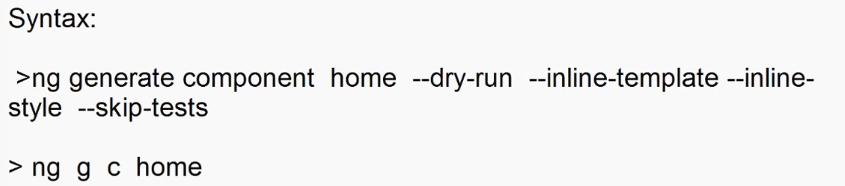 Syntax:
>ng generate component  home  --dry-run  --inline-template --inline-
style  --skip-tests
> ng  g  c  home